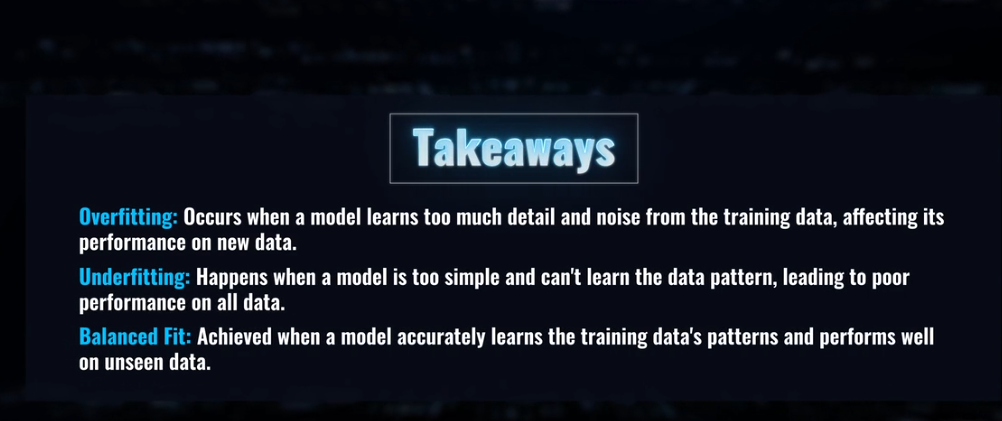 Takeaways
Overfitting: Occurs when a model learns too much detail and noise from the training data, affecting its
performance on new data.
Underfitting: Happens when a model is too simple and can't learn the data pattern, leading to poor
performance on all data.
Balanced Fit: Achieved when a model accurately learns the training data's patterns and performs well
on unseen data.